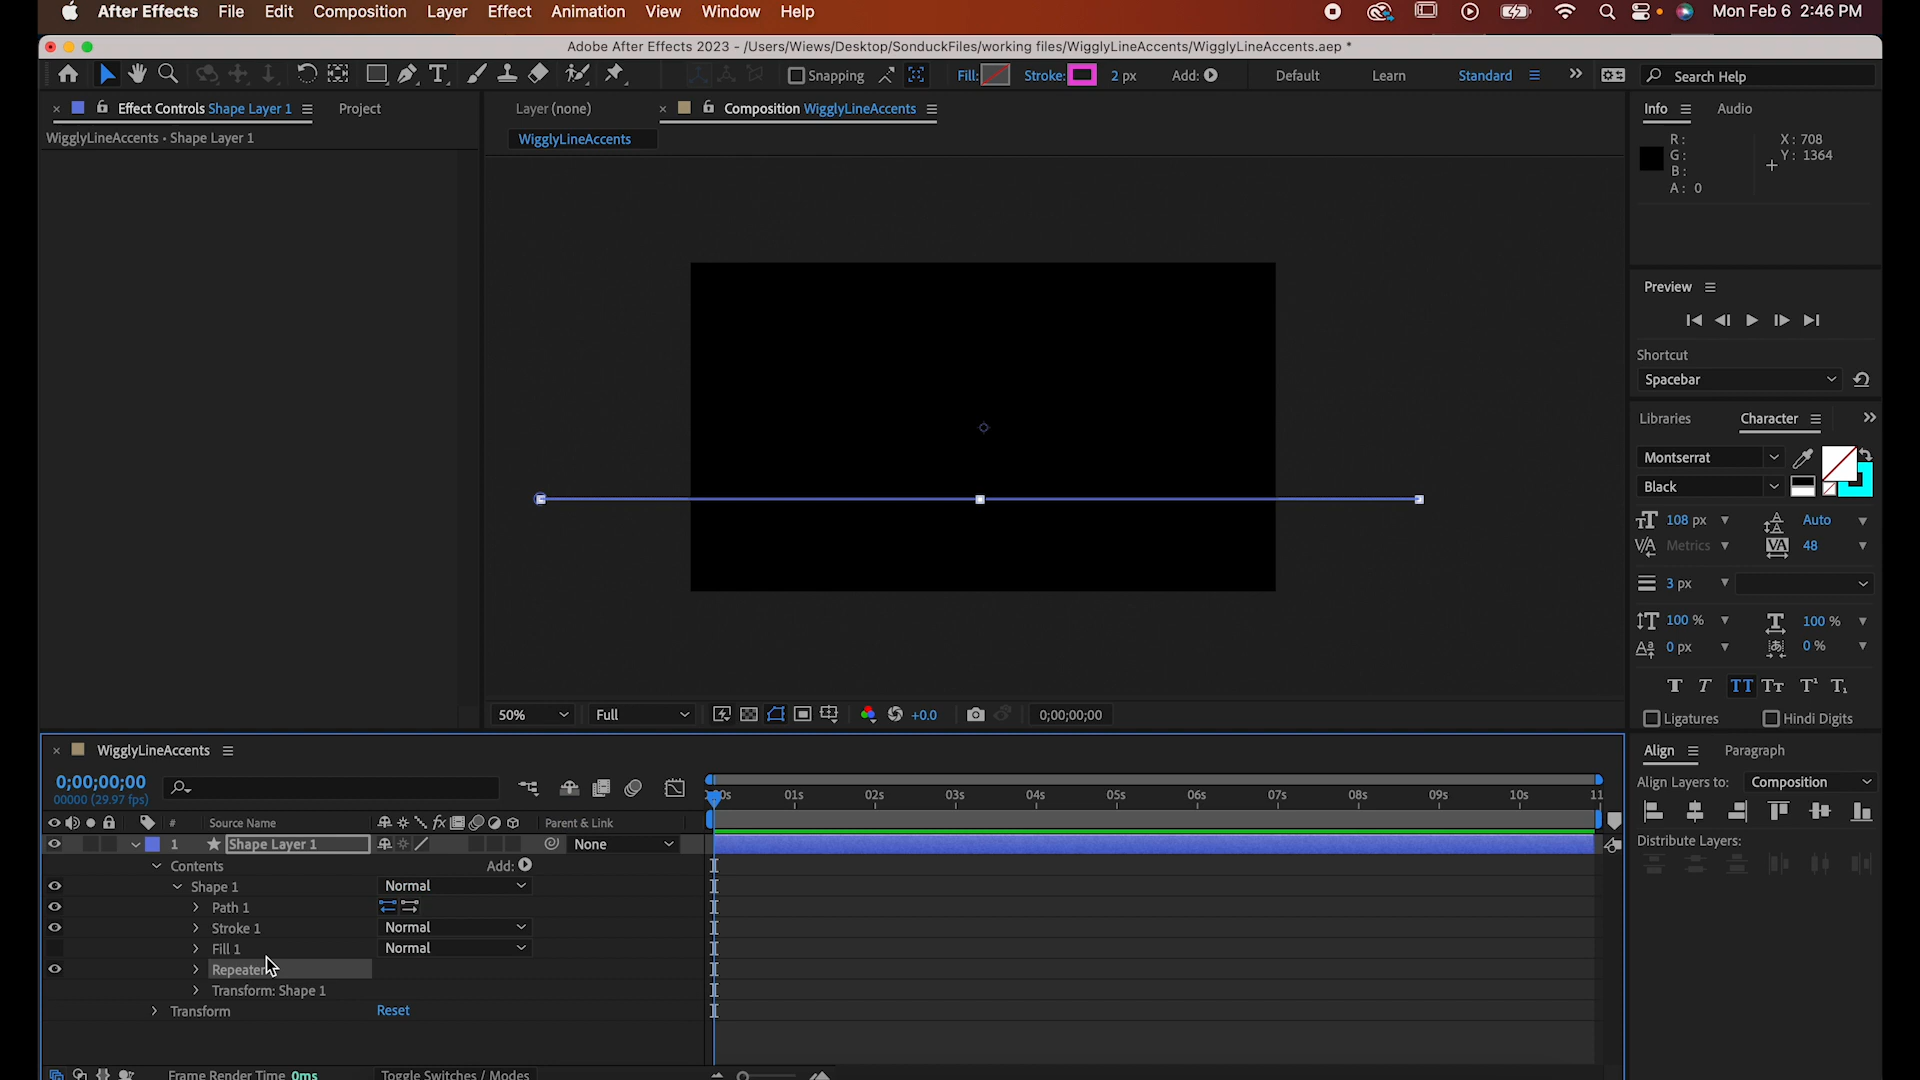 After Effects File Edit Composition Layer Effect Animation View Window Help Mon Feb 6 2:46 PM
Adobe After Effects 2023 - /Users/Wiews/Desktop/SonduckFiles/working files/WigglyLineAccents/WigglyLineAccents.aep *
Snapping Fill: Stroke: 2 px Add: Default Learn Standard Search Help
Effect Controls Shape Layer 1 Project Layer (none) Composition WigglyLineAccents Info Audio
WigglyLineAccents • Shape Layer 1 WigglyLineAccents
R: X: 708
G: Y: 1364
B:
A: 0
Preview
Shortcut
Spacebar
Libraries Character
Montserrat
Black
108 px Auto
Metrics 48
3 px
100 % 100 %
0 px 0 %
Ligatures Hindi Digits
50% Full +0.0 0;00;00;00
WigglyLineAccents Align Paragraph
0;00;00;00 Align Layers to: Composition
00000 (29.97 fps) 01s 02s 03s 04s 05s 06s 07s 08s 09s 10s 11
# Source Name Parent & Link
1 Shape Layer 1 None Distribute Layers:
Contents Add:
Shape 1 Normal
Path 1
Stroke 1 Normal
Fill 1 Normal
Repeater
Transform: Shape 1
Transform Reset
Frame Render Time 0ms Toggle Switches / Modes